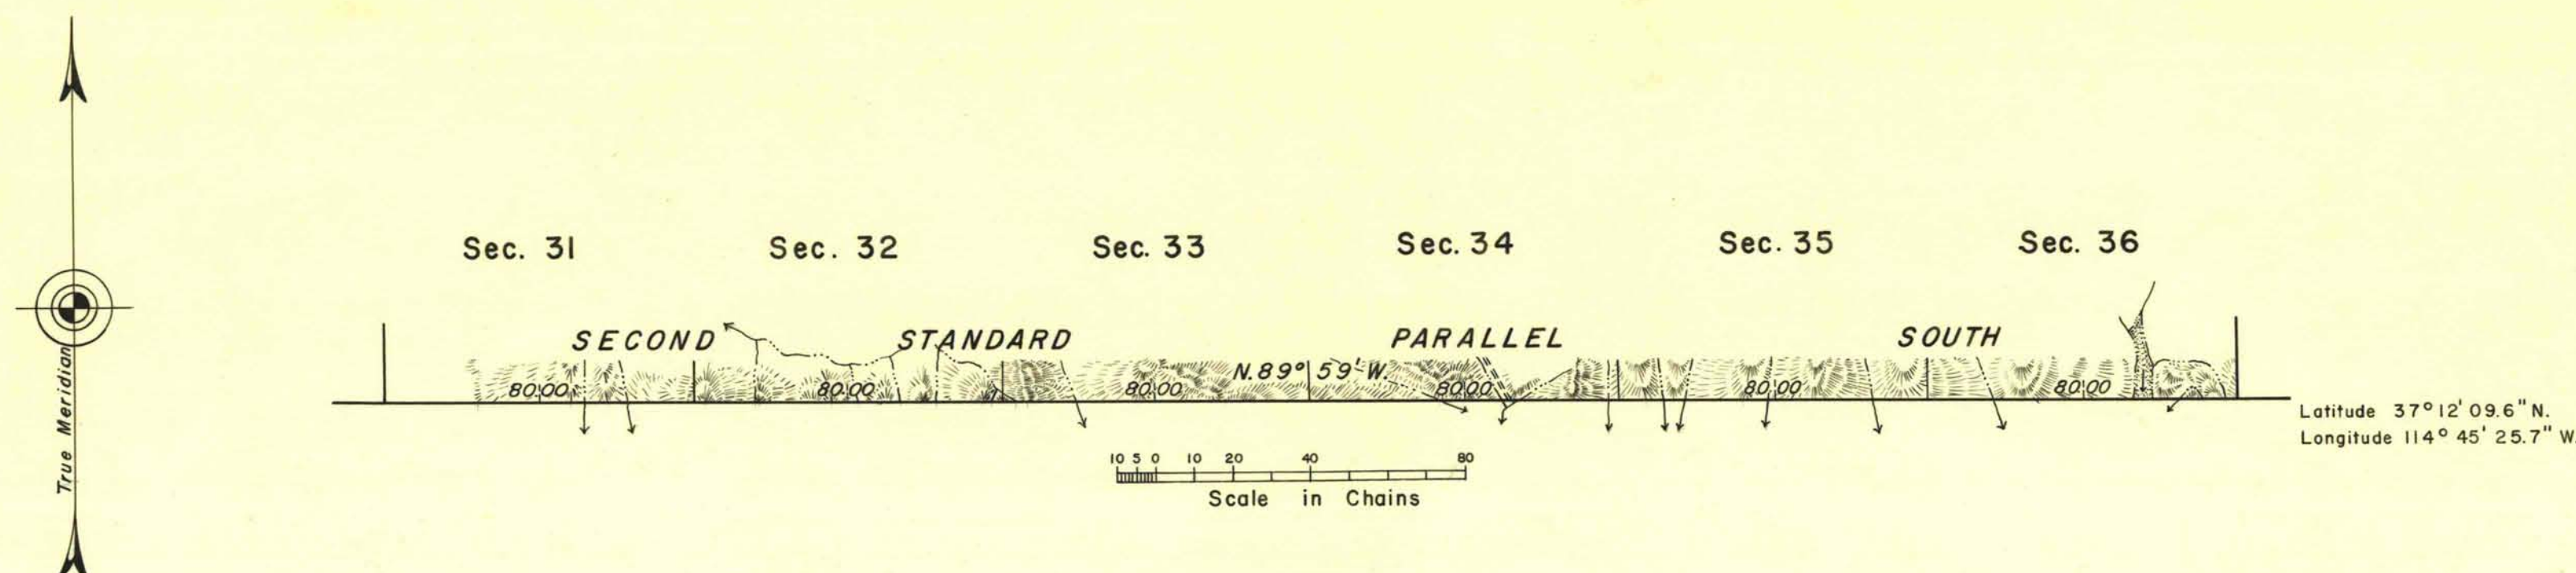 Sec. 31 Sec. 32 Sec. 33 Sec. 34 Sec. 35 Sec. 36
SECOND STANDARD PARALLEL SOUTH
N. 89° 59' W.
80.00 80.00 80.00 80.00 80.00 80.00
Latitude 37° 12' 09.6" N.
Longitude 114° 45' 25.7" W.
10 5 0 10 20 40 80
Scale in Chains
True Meridian